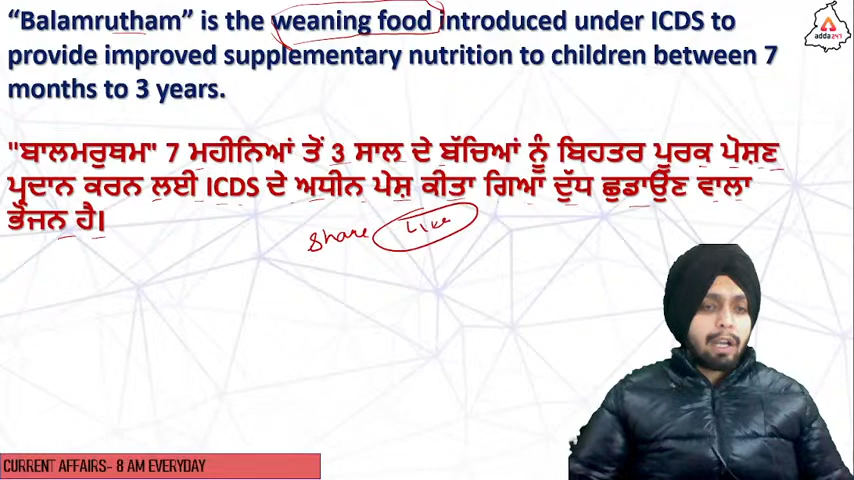 “Balamrutham” is the weaning food introduced under ICDS to
provide improved supplementary nutrition to children between 7
months to 3 years.
"ਬਾਲਮਰੁਥਮ" 7 ਮਹੀਨਿਆਂ ਤੋਂ 3 ਸਾਲ ਦੇ ਬੱਚਿਆਂ ਨੂੰ ਬਿਹਤਰ ਪੂਰਕ ਪੋਸ਼ਣ
ਪ੍ਰਦਾਨ ਕਰਨ ਲਈ ICDS ਦੇ ਅਧੀਨ ਪੇਸ਼ ਕੀਤਾ ਗਿਆ ਦੁੱਧ ਛੁਡਾਉਣ ਵਾਲਾ
ਭੋਜਨ ਹੈ।
Share Like
adda247
CURRENT AFFAIRS- 8 AM EVERYDAY